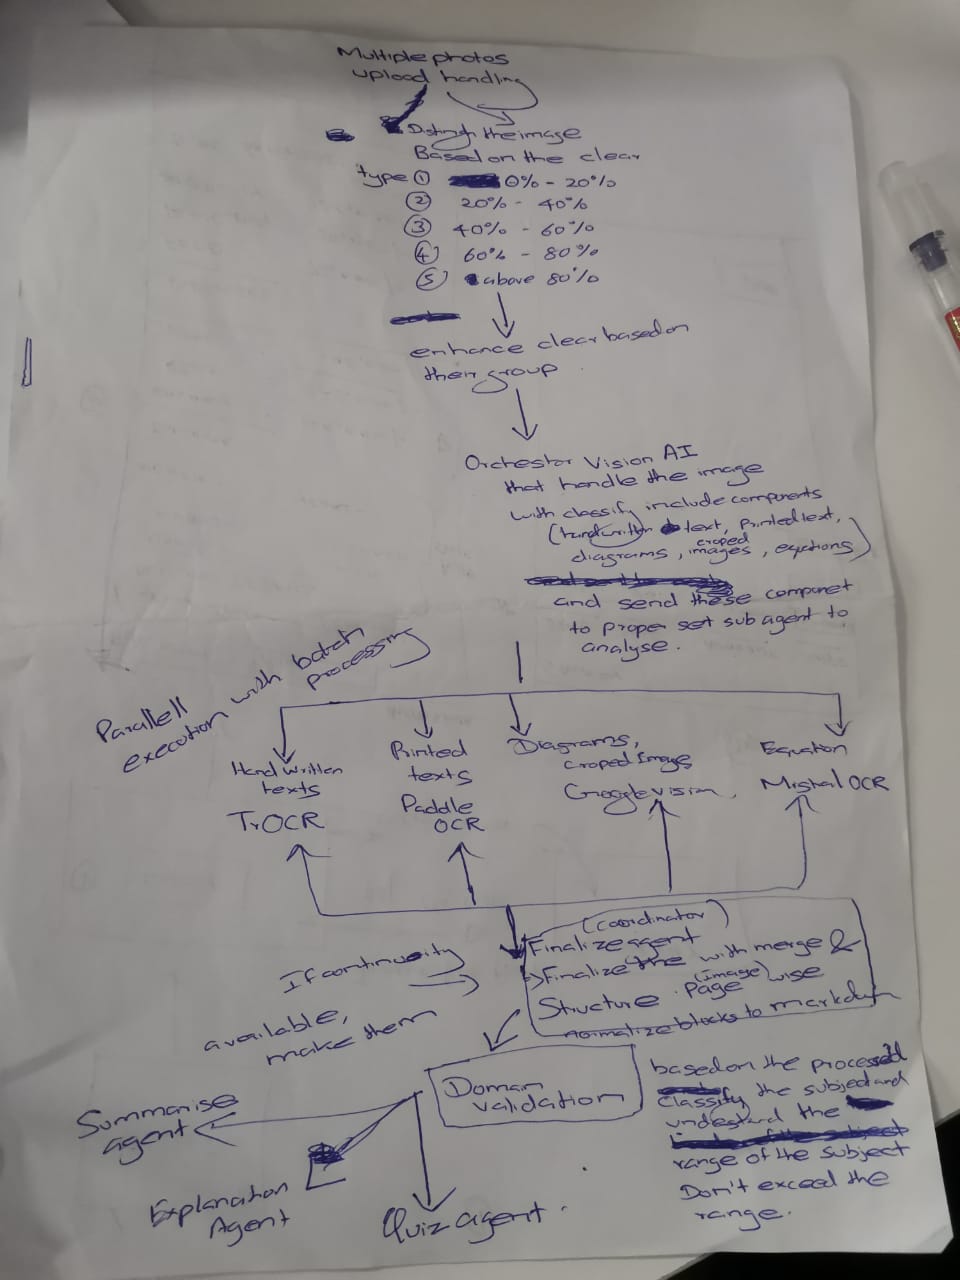 Multiple photos
upload handling
Disting the image
Based on the clear
type ① 0% - 20%
② 20% - 40%
③ 40% - 60%
④ 60% - 80%
⑤ above 80%
enhance clear based on
their group
Orchestor Vision AI
that handle the image
with classify include components
(handwritten text, printed text,
diagrams, croped images, eqctions)
and send these componet
to proper set sub agent to
analyse.
Parallell
execution with batch
processing
Hand written
texts
TrOCR
Printed
texts
Paddle
OCR
Diagrams,
croped Image
Google vision,
Equation
Mistral OCR
(coordinator)
Finalize agent
→ Finalize the with merge &
Structure Page (image) wise
normalize blocks to markdown
If continuity
available,
make them
Domain
validation
based on the processed
classify the subject and
undestand the
range of the subject
Don't exceed the
range.
Summarise
agent
Explanation
Agent
Quiz agent.